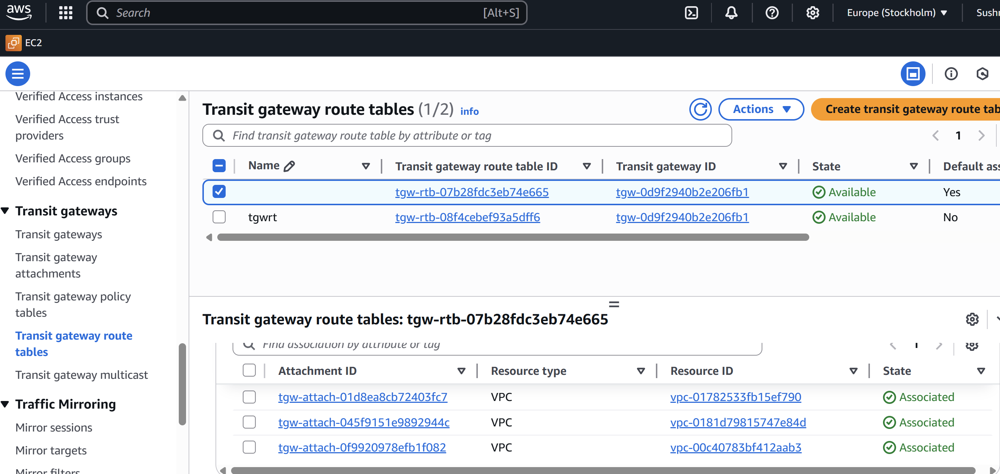 aws
Search [Alt+S] Europe (Stockholm)
EC2
Verified Access instances
Verified Access trust
providers
Verified Access groups
Verified Access endpoints
Transit gateways
Transit gateways
Transit gateway
attachments
Transit gateway policy
tables
Transit gateway route
tables
Transit gateway multicast
Traffic Mirroring
Mirror sessions
Mirror targets
Mirror filters
Transit gateway route tables (1/2) info
Actions
Create transit gateway route tab
Find transit gateway route table by attribute or tag
1
Name Transit gateway route table ID Transit gateway ID State Default ass
tgw-rtb-07b28fdc3eb74e665 tgw-0d9f2940b2e206fb1 Available Yes
tgwrt tgw-rtb-08f4cebef93a5dff6 tgw-0d9f2940b2e206fb1 Available No
Transit gateway route tables: tgw-rtb-07b28fdc3eb74e665
Find association by attribute or tag
1
Attachment ID Resource type Resource ID State
tgw-attach-01d8ea8cb72403fc7 VPC vpc-01782533fb15ef790 Associated
tgw-attach-045f9151e9892944c VPC vpc-0181d79815747e84d Associated
tgw-attach-0f9920978efb1f082 VPC vpc-00c40783bf412aab3 Associated